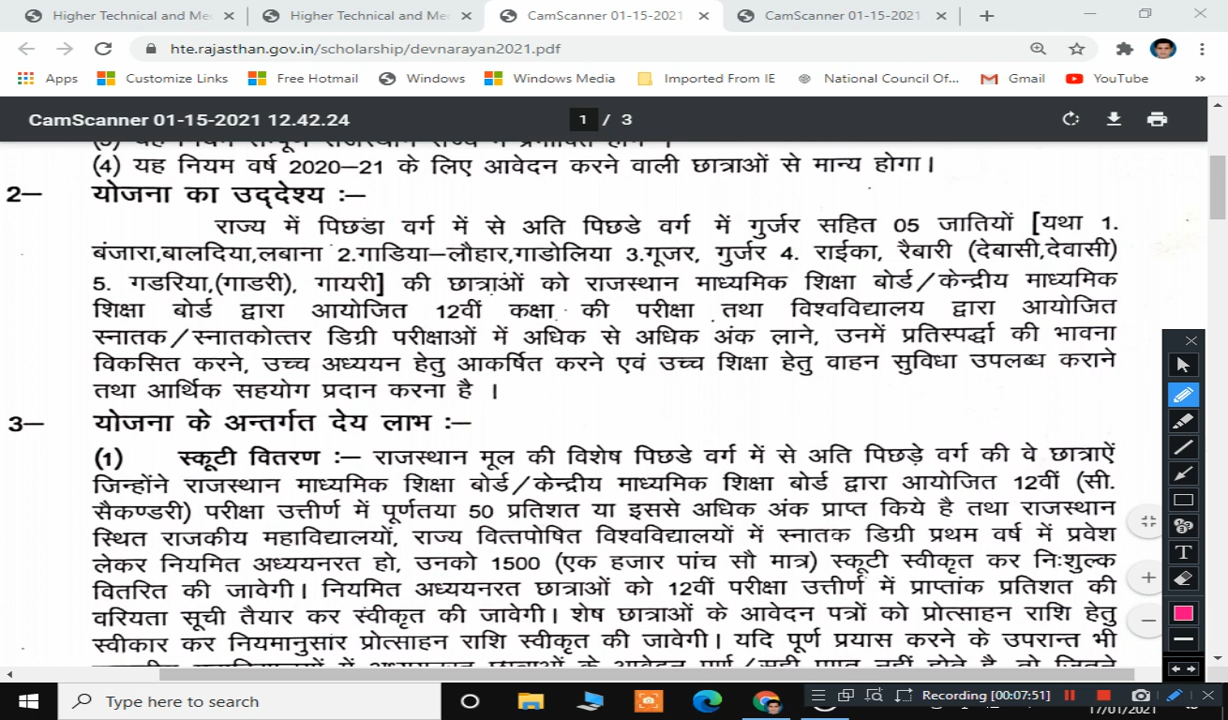 Higher Technical and Me
Higher Technical and Me
CamScanner 01-15-2021
CamScanner 01-15-2021
hte.rajasthan.gov.in/scholarship/devnarayan2021.pdf
Apps Customize Links Free Hotmail Windows Windows Media Imported From IE National Council Of... Gmail YouTube »
CamScanner 01-15-2021 12.42.24 1 / 3
(4) यह नियम वर्ष 2020–21 के लिए आवेदन करने वाली छात्राओं से मान्य होगा।
2— योजना का उद्देश्य :—
राज्य में पिछडा वर्ग में से अति पिछडे वर्ग में गुर्जर सहित 05 जातियों [यथा 1.
बंजारा,बालदिया,लबाना 2.गाडिया–लौहार,गाडोलिया 3.गूजर, गुर्जर 4. राईका, रैबारी (देबासी,देवासी)
5. गडरिया,(गाडरी), गायरी] की छात्राओं को राजस्थान माध्यमिक शिक्षा बोर्ड/केन्द्रीय माध्यमिक
शिक्षा बोर्ड द्वारा आयोजित 12वीं कक्षा की परीक्षा तथा विश्वविद्यालय द्वारा आयोजित
स्नातक/स्नातकोत्तर डिग्री परीक्षाओं में अधिक से अधिक अंक लाने, उनमें प्रतिस्पर्द्धा की भावना
विकसित करने, उच्च अध्ययन हेतु आकर्षित करने एवं उच्च शिक्षा हेतु वाहन सुविधा उपलब्ध कराने
तथा आर्थिक सहयोग प्रदान करना है ।
3— योजना के अन्तर्गत देय लाभ :—
(1) स्कूटी वितरण :— राजस्थान मूल की विशेष पिछडे वर्ग में से अति पिछड़े वर्ग की वे छात्राऐं
जिन्होंने राजस्थान माध्यमिक शिक्षा बोर्ड/केन्द्रीय माध्यमिक शिक्षा बोर्ड द्वारा आयोजित 12वीं (सी.
सैकण्डरी) परीक्षा उत्तीर्ण में पूर्णतया 50 प्रतिशत या इससे अधिक अंक प्राप्त किये है तथा राजस्थान
स्थित राजकीय महाविद्यालयों, राज्य वित्तपोषित विश्वविद्यालयों में स्नातक डिग्री प्रथम वर्ष में प्रवेश
लेकर नियमित अध्ययनरत हो, उनको 1500 (एक हजार पांच सौ मात्र) स्कूटी स्वीकृत कर निःशुल्क
वितरित की जावेगी। नियमित अध्ययनरत छात्राओं को 12वीं परीक्षा उत्तीर्ण में प्राप्तांक प्रतिशत की
वरियता सूची तैयार कर स्वीकृत की जावेगी। शेष छात्राओं के आवेदन पत्रों को प्रोत्साहन राशि हेतु
स्वीकार कर नियमानुसार प्रोत्साहन राशि स्वीकृत की जावेगी। यदि पूर्ण प्रयास करने के उपरान्त भी
Type here to search
Recording [00:07:51]
17/01/2021